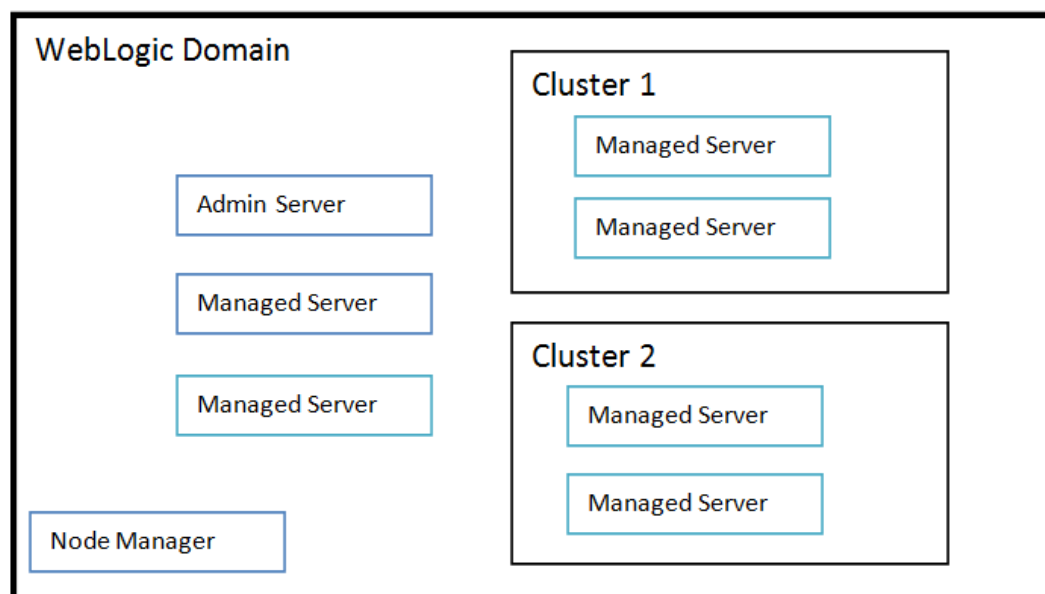 WebLogic Domain
Admin Server
Managed Server
Managed Server
Node Manager
Cluster 1
Managed Server
Managed Server
Cluster 2
Managed Server
Managed Server